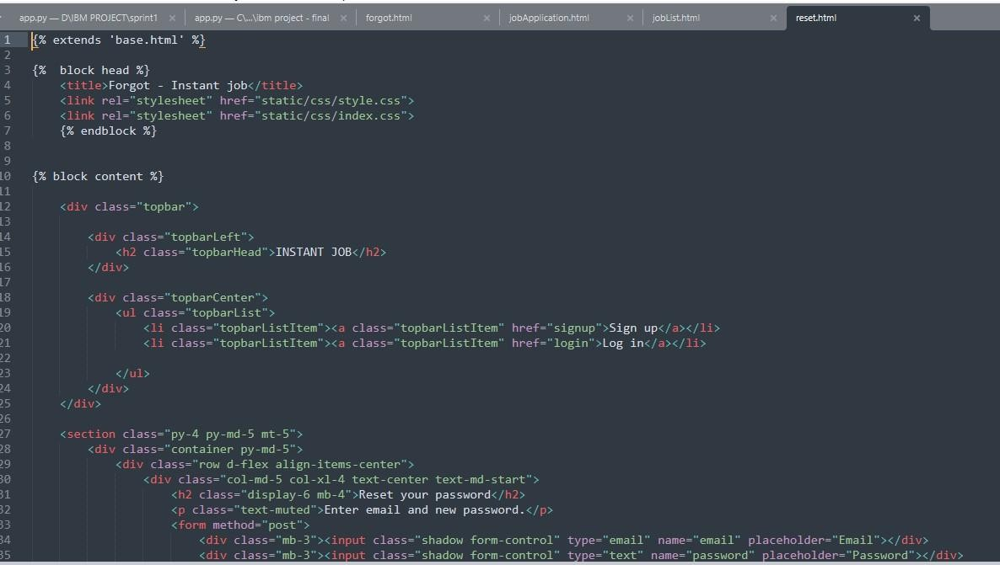 app.py — D\IBM PROJECT\sprint1 × app.py — C\...\ibm project - final × forgot.html × jobApplication.html × jobList.html × reset.html ×
1 {% extends 'base.html' %}
2
3 {%  block head %}
4     <title>Forgot - Instant job</title>
5     <link rel="stylesheet" href="static/css/style.css">
6     <link rel="stylesheet" href="static/css/index.css">
7     {% endblock %}
8
9
10 {% block content %}
11
12     <div class="topbar">
13
14         <div class="topbarLeft">
15             <h2 class="topbarHead">INSTANT JOB</h2>
16         </div>
17
18         <div class="topbarCenter">
19             <ul class="topbarList">
20                 <li class="topbarListItem"><a class="topbarListItem" href="signup">Sign up</a></li>
21                 <li class="topbarListItem"><a class="topbarListItem" href="login">Log in</a></li>
22
23             </ul>
24         </div>
25     </div>
26
27     <section class="py-4 py-md-5 mt-5">
28         <div class="container py-md-5">
29             <div class="row d-flex align-items-center">
30                 <div class="col-md-5 col-xl-4 text-center text-md-start">
31                     <h2 class="display-6 mb-4">Reset your password</h2>
32                     <p class="text-muted">Enter email and new password.</p>
33                     <form method="post">
34                         <div class="mb-3"><input class="shadow form-control" type="email" name="email" placeholder="Email"></div>
35                         <div class="mb-3"><input class="shadow form-control" type="text" name="password" placeholder="Password"></div>